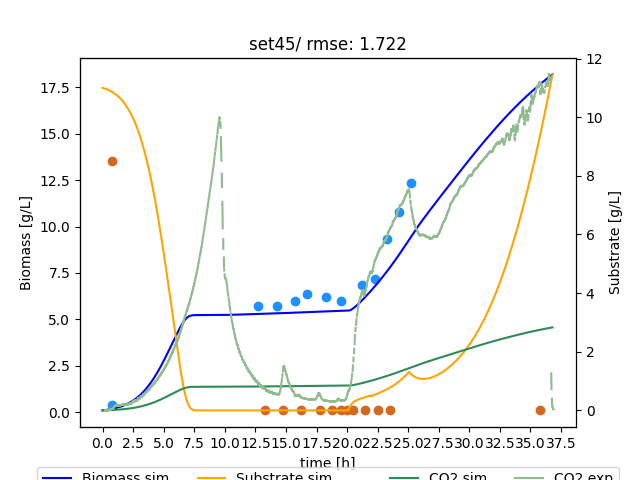 set45/ rmse: 1.722
17.5
15.0
12.5
10.0
7.5
5.0
2.5
0.0
Biomass [g/L]
12
10
8
6
4
2
0
Substrate [g/L]
0.0 2.5 5.0 7.5 10.0 12.5 15.0 17.5 20.0 22.5 25.0 27.5 30.0 32.5 35.0 37.5
time [h]
Biomass sim Substrate sim CO2 sim CO2 exp